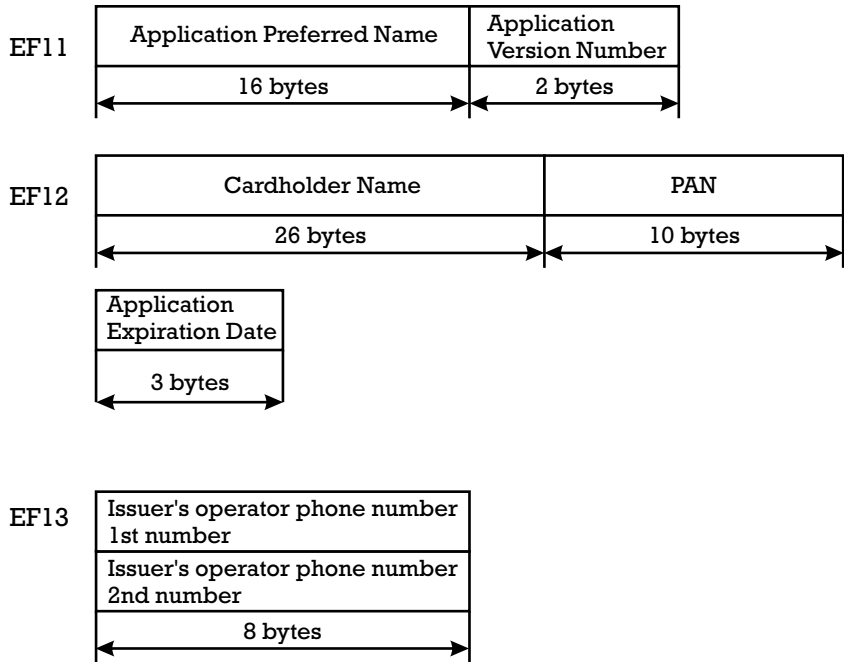 EF11
Application Preferred Name
Application
Version Number
16 bytes
2 bytes
EF12
Cardholder Name
PAN
26 bytes
10 bytes
Application
Expiration Date
3 bytes
EF13
Issuer's operator phone number
1st number
Issuer's operator phone number
2nd number
8 bytes